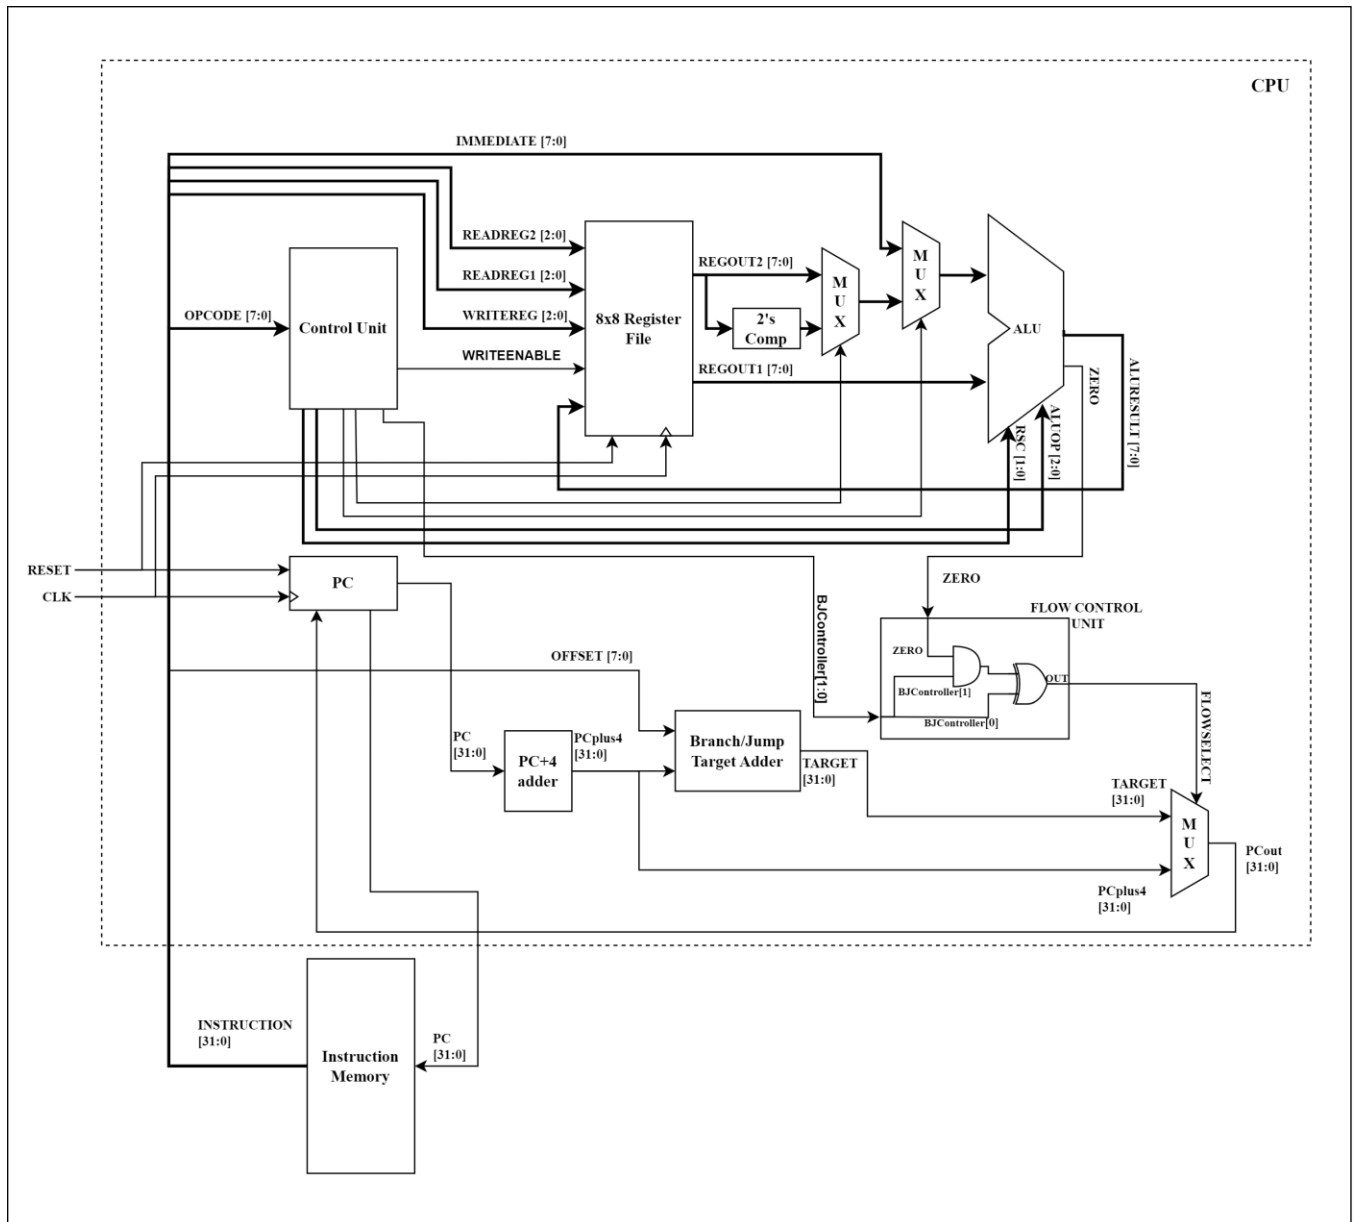 CPU
IMMEDIATE [7:0]
READREG2 [2:0]
READREG1 [2:0]
WRITEREG [2:0]
WRITEENABLE
OPCODE [7:0]
Control Unit
8x8 Register
File
REGOUT2 [7:0]
2's
Comp
REGOUT1 [7:0]
M
U
X
M
U
X
ALU
ZERO
ALURESULT [7:0]
RSC [1:0]
ALUOP [2:0]
RESET
CLK
PC
ZERO
BJController[1:0]
FLOW CONTROL
UNIT
ZERO
BJController[1]
BJController[0]
OUT
FLOWSELECT
OFFSET [7:0]
PC
[31:0]
PC+4
adder
PCplus4
[31:0]
Branch/Jump
Target Adder
TARGET
[31:0]
TARGET
[31:0]
M
U
X
PCout
[31:0]
PCplus4
[31:0]
INSTRUCTION
[31:0]
Instruction
Memory
PC
[31:0]